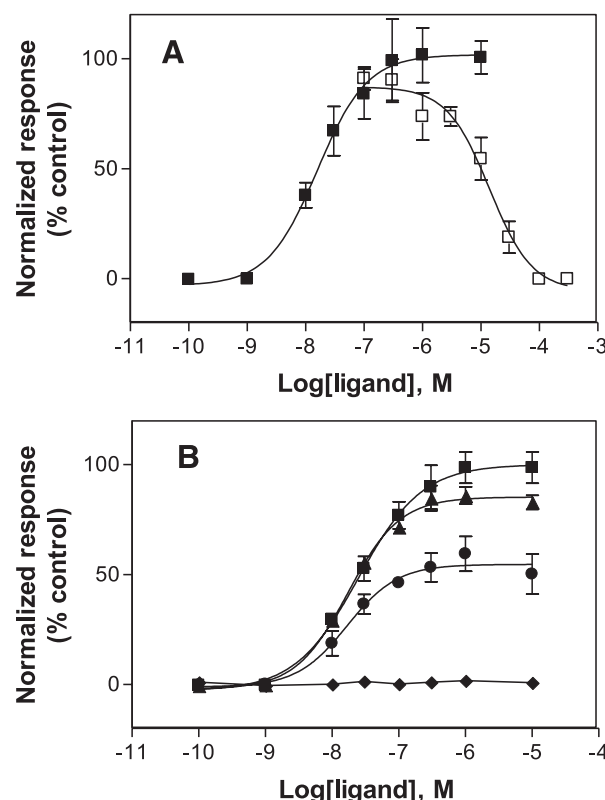 A
Normalized response
(% control)
100
50
0
-11 -10 -9 -8 -7 -6 -5 -4 -3
Log[ligand], M
B
Normalized response
(% control)
100
50
0
-11 -10 -9 -8 -7 -6 -5 -4
Log[ligand], M